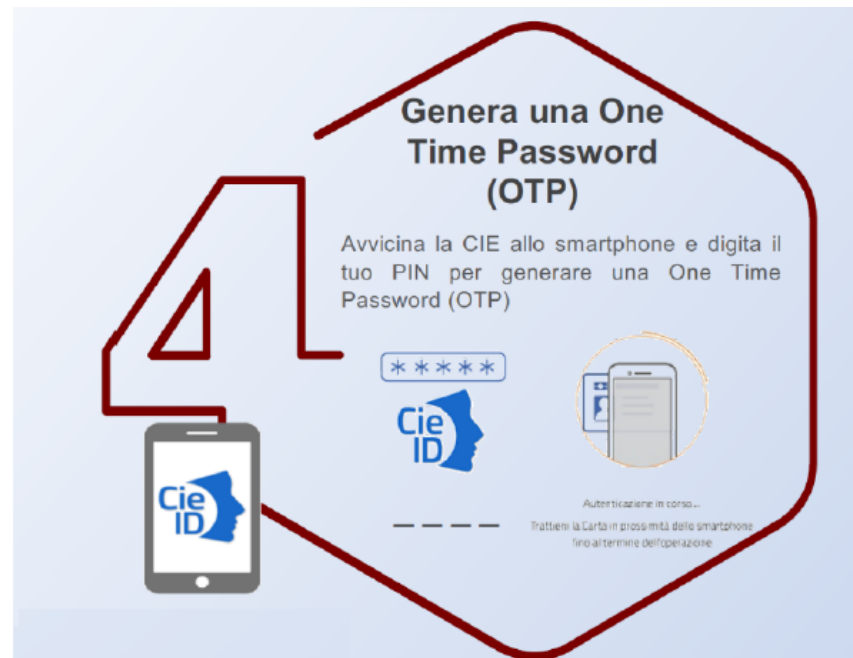 4
Genera una One
Time Password
(OTP)
Avvicina la CIE allo smartphone e digita il
tuo PIN per generare una One Time
Password (OTP)
*****
Cie
ID
Cie
ID
Autenticazione in corso...
Trattieni la Carta in prossimità dello smartphone
fino al termine dell'operazione